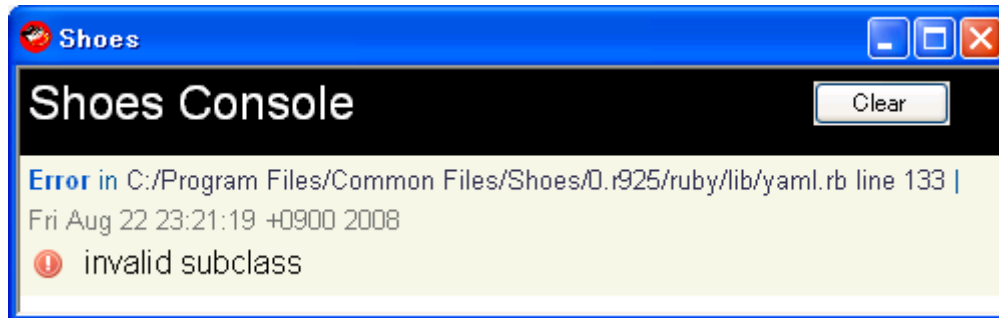 Shoes
Shoes Console
Clear
Error in C:/Program Files/Common Files/Shoes/0.r925/ruby/lib/yaml.rb line 133 |
Fri Aug 22 23:21:19 +0900 2008
invalid subclass